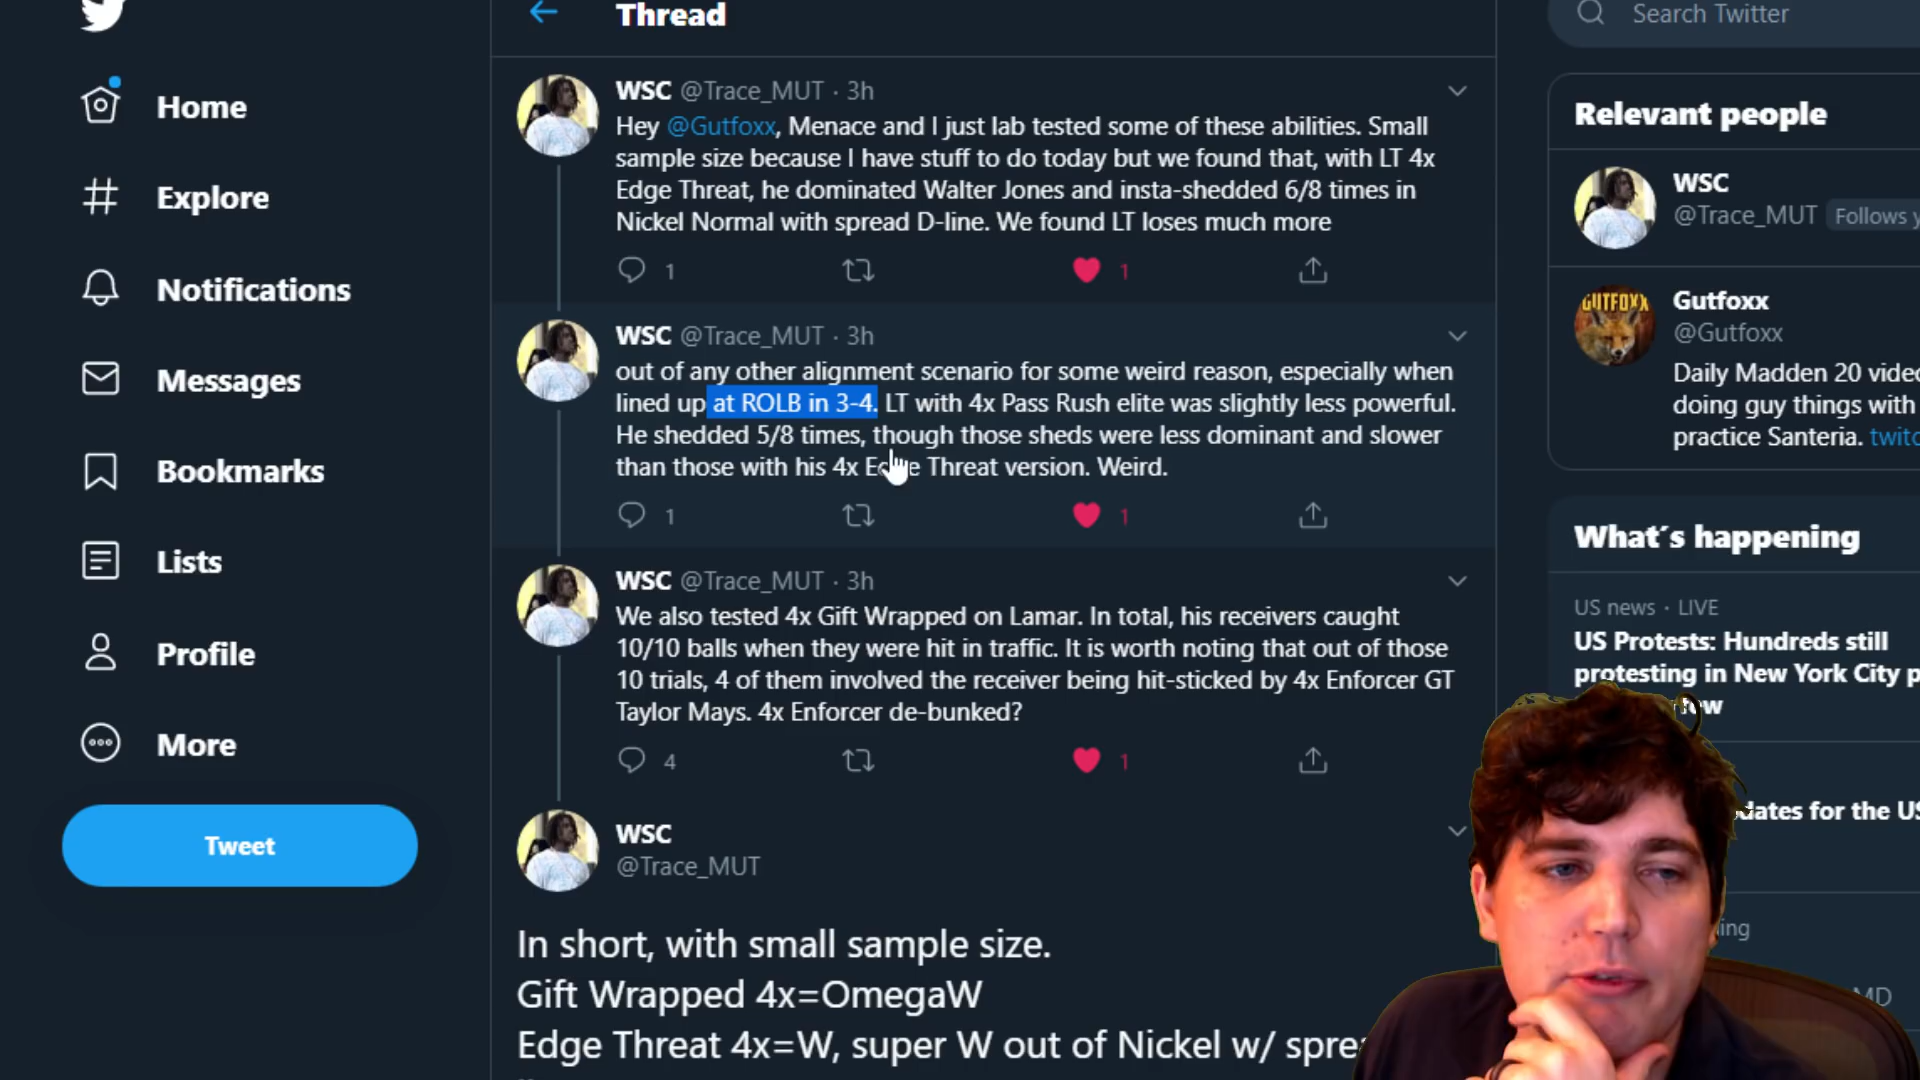 Thread
Search Twitter
Home
Explore
Notifications
Messages
Bookmarks
Lists
Profile
More
Tweet
WSC @Trace_MUT · 3h
Hey @Gutfoxx, Menace and I just lab tested some of these abilities. Small
sample size because I have stuff to do today but we found that, with LT 4x
Edge Threat, he dominated Walter Jones and insta-shedded 6/8 times in
Nickel Normal with spread D-line. We found LT loses much more
1
1
WSC @Trace_MUT · 3h
out of any other alignment scenario for some weird reason, especially when
lined up at ROLB in 3-4. LT with 4x Pass Rush elite was slightly less powerful.
He shedded 5/8 times, though those sheds were less dominant and slower
than those with his 4x Edge Threat version. Weird.
1
1
WSC @Trace_MUT · 3h
We also tested 4x Gift Wrapped on Lamar. In total, his receivers caught
10/10 balls when they were hit in traffic. It is worth noting that out of those
10 trials, 4 of them involved the receiver being hit-sticked by 4x Enforcer GT
Taylor Mays. 4x Enforcer de-bunked?
4
1
WSC
@Trace_MUT
In short, with small sample size.
Gift Wrapped 4x=OmegaW
Edge Threat 4x=W, super W out of Nickel w/
Relevant people
WSC
@Trace_MUT Follows
GUTFOXX
Gutfoxx
@Gutfoxx
Daily Madden 20
doing guy things with
practice Santeria.
What´s happening
US news · LIVE
US Protests: Hundreds still
protesting in New York City
for the